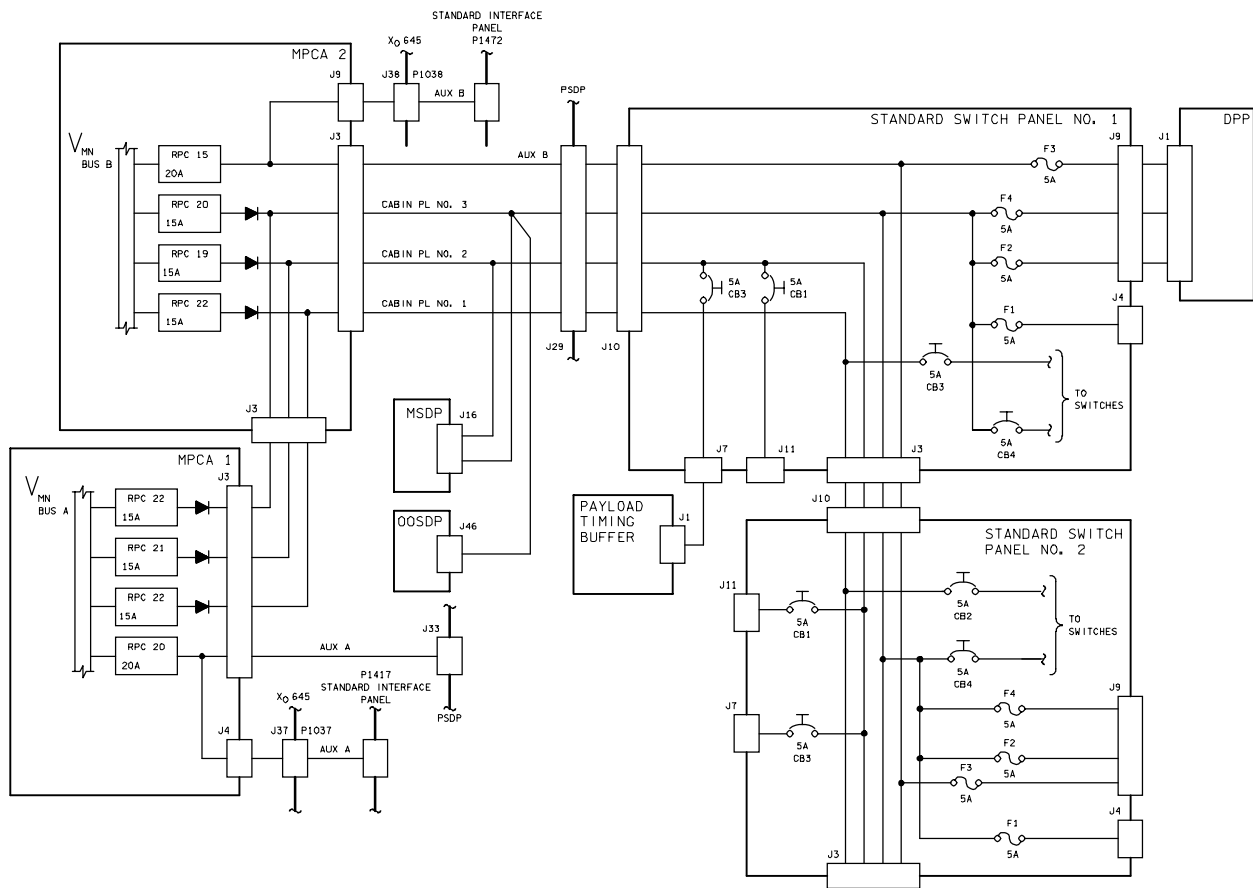 STANDARD INTERFACE
PANEL
P1472
XO 645
MPCA 2
J9
J38
P1038
AUX B
PSDP
STANDARD SWITCH PANEL NO. 1
DPP
VMN
BUS B
J3
RPC 15
20A
AUX B
F3
5A
J9
J1
RPC 20
15A
CABIN PL NO. 3
F4
5A
RPC 19
15A
CABIN PL NO. 2
5A
CB3
5A
CB1
F2
5A
RPC 22
15A
CABIN PL NO. 1
J29
J10
F1
5A
J4
5A
CB3
TO
SWITCHES
5A
CB4
J3
MSDP
J16
J7
J11
J3
MPCA 1
J3
VMN
BUS A
RPC 22
15A
OOSDP
J46
PAYLOAD
TIMING
BUFFER
J1
J10
STANDARD SWITCH
PANEL NO. 2
RPC 21
15A
RPC 22
15A
J11
5A
CB1
5A
CB2
TO
SWITCHES
RPC 20
20A
AUX A
J33
PSDP
5A
CB4
J9
P1417
STANDARD INTERFACE
PANEL
XO 645
J4
J37
P1037
AUX A
J7
5A
CB3
F4
5A
F2
5A
F3
5A
J4
F1
5A
J3